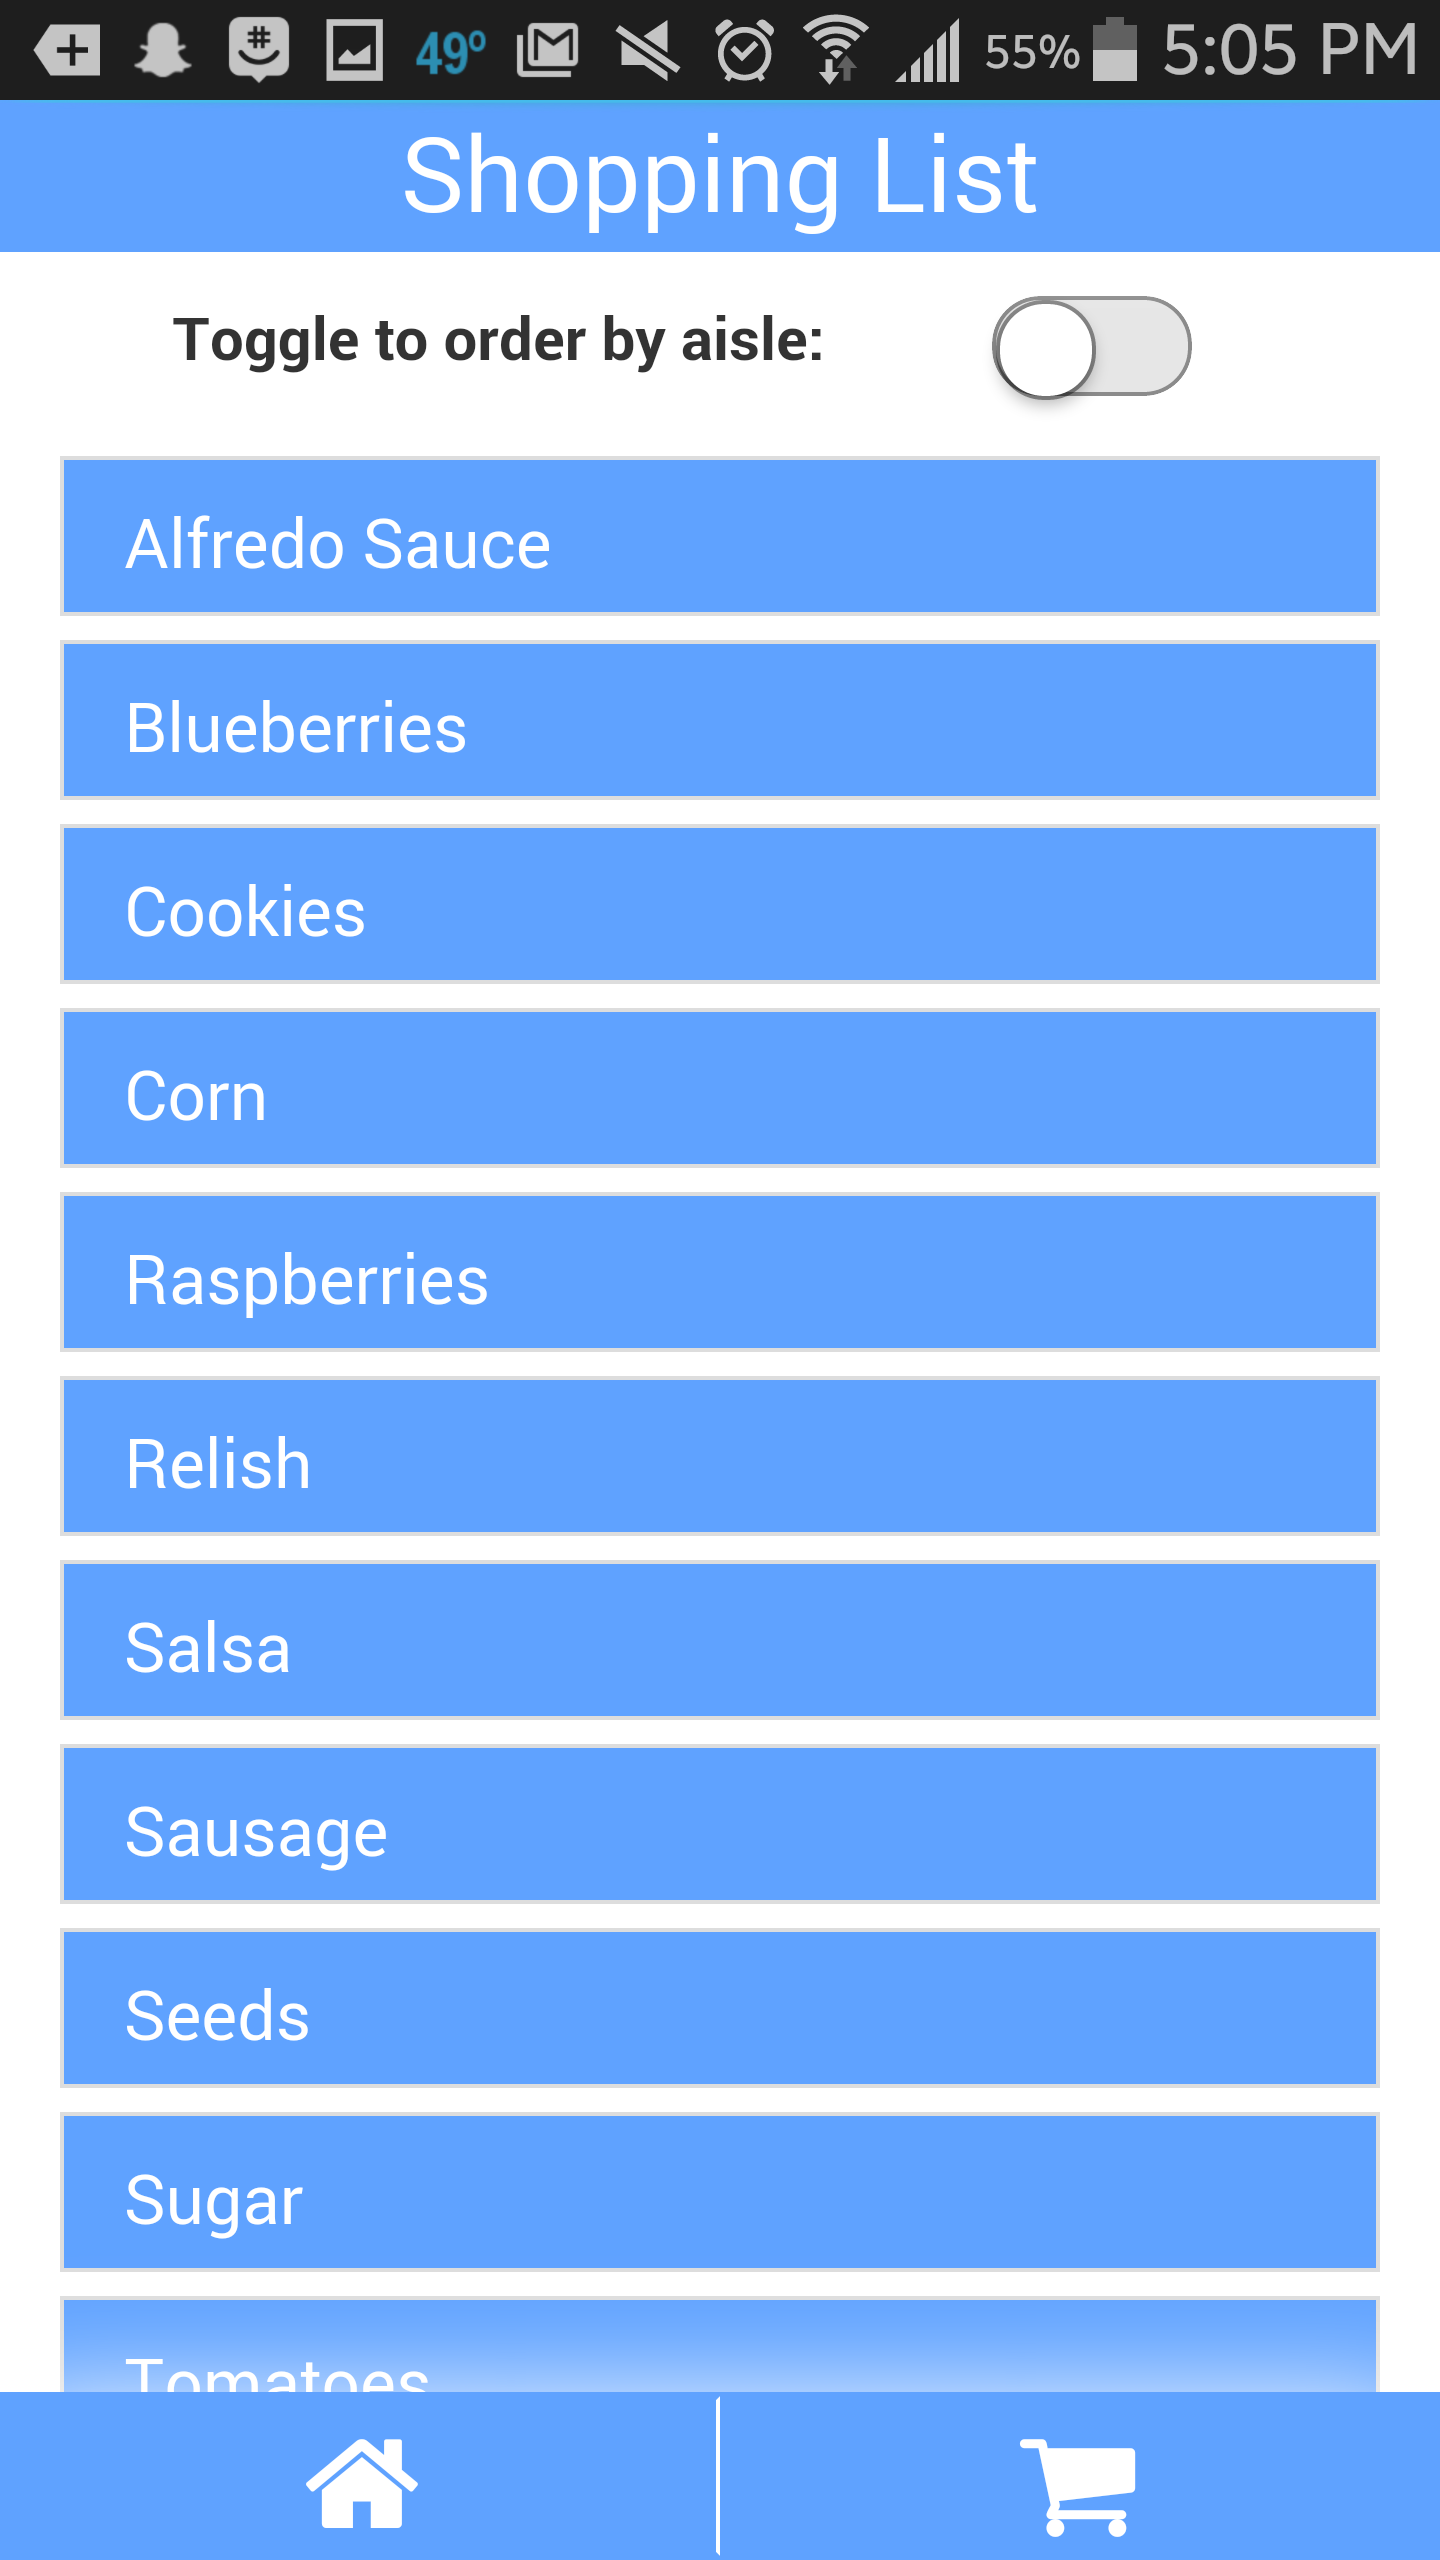 49° 55% 5:05 PM
Shopping List
Toggle to order by aisle:
Alfredo Sauce
Blueberries
Cookies
Corn
Raspberries
Relish
Salsa
Sausage
Seeds
Sugar
Tomatoes